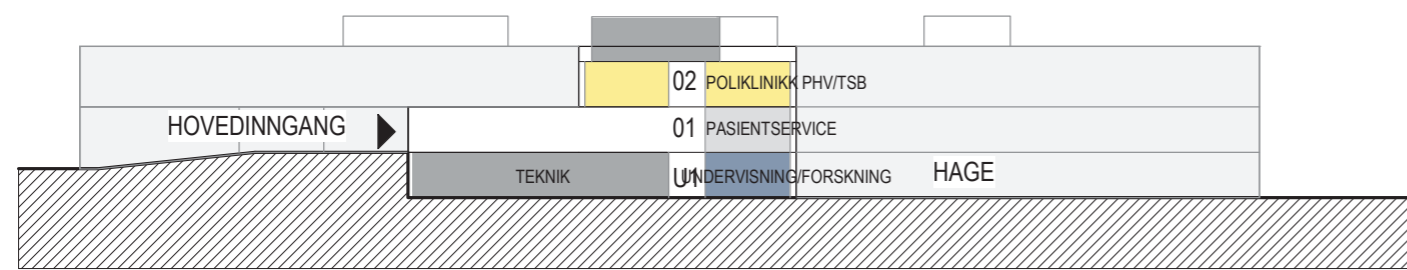 02 POLIKLINIKK PHV/TSB
HOVEDINNGANG 01 PASIENTSERVICE
TEKNIK U1 UNDERVISNING/FORSKNING HAGE